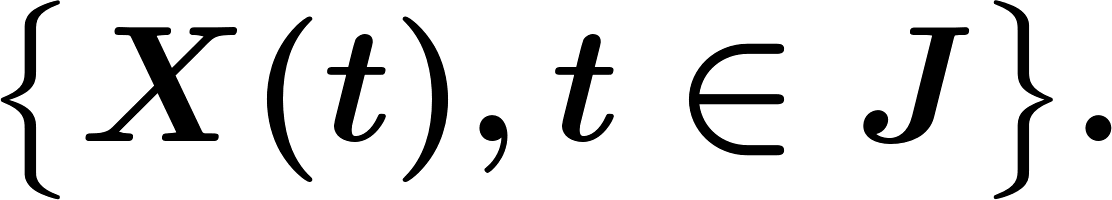 {X(t), t ∈ J}.